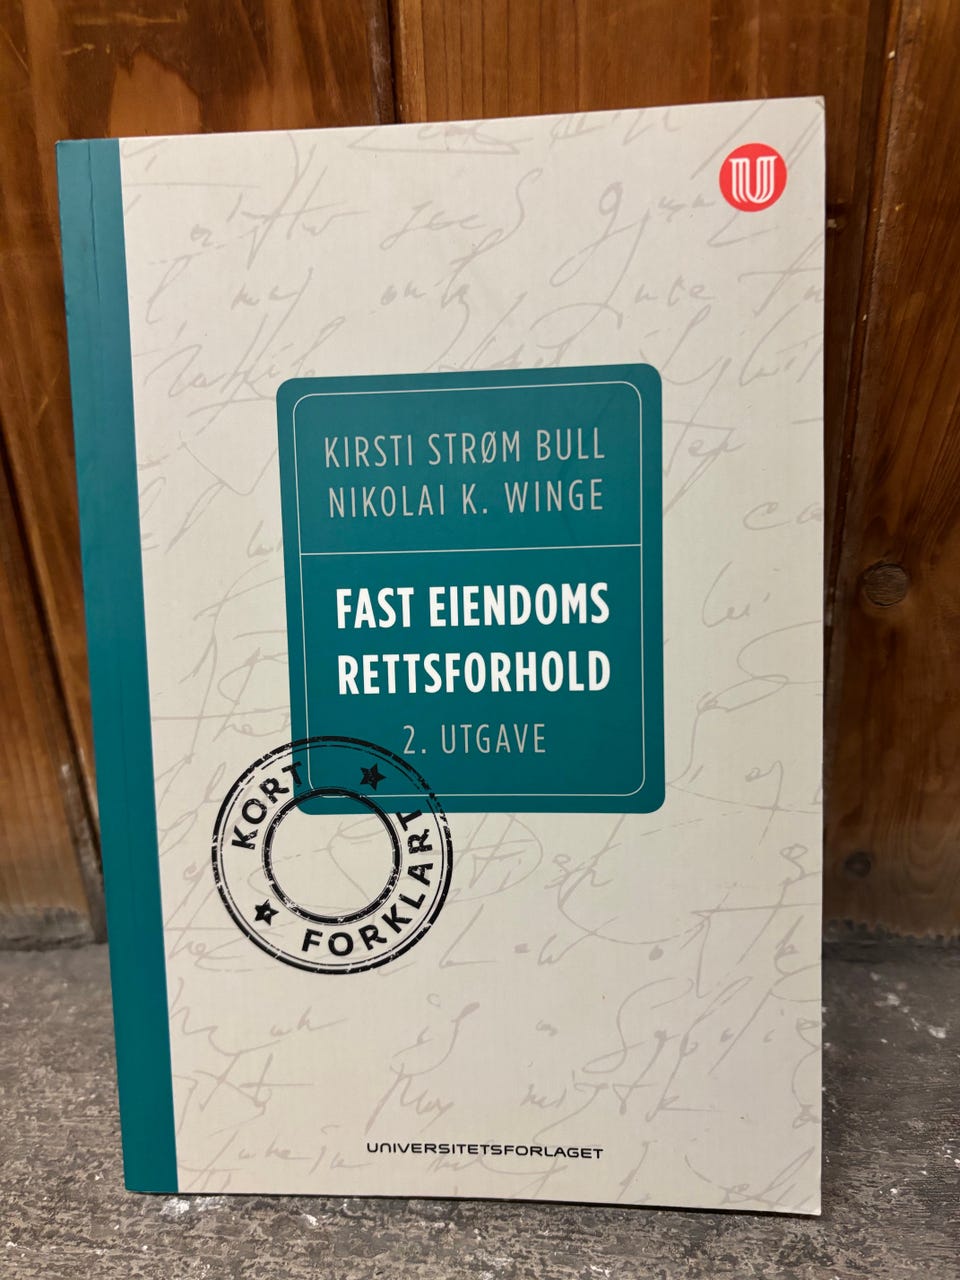 U
KIRSTI STRØM BULL
NIKOLAI K. WINGE
FAST EIENDOMS
RETTSFORHOLD
2. UTGAVE
KORT
FORKLART
UNIVERSITETSFORLAGET